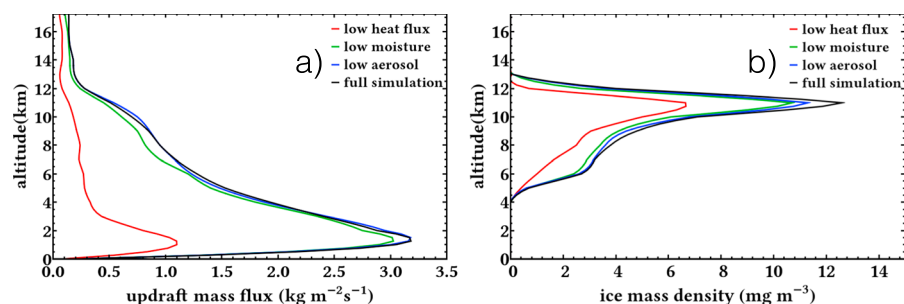 a)
low heat flux
low moisture
low aerosol
full simulation
altitude(km)
16
14
12
10
8
6
4
2
0
0.0 0.5 1.0 1.5 2.0 2.5 3.0 3.5
updraft mass flux (kg m⁻²s⁻¹)
b)
low heat flux
low moisture
low aerosol
full simulation
altitude(km)
16
14
12
10
8
6
4
2
0
0 2 4 6 8 10 12 14
ice mass density (mg m⁻³)